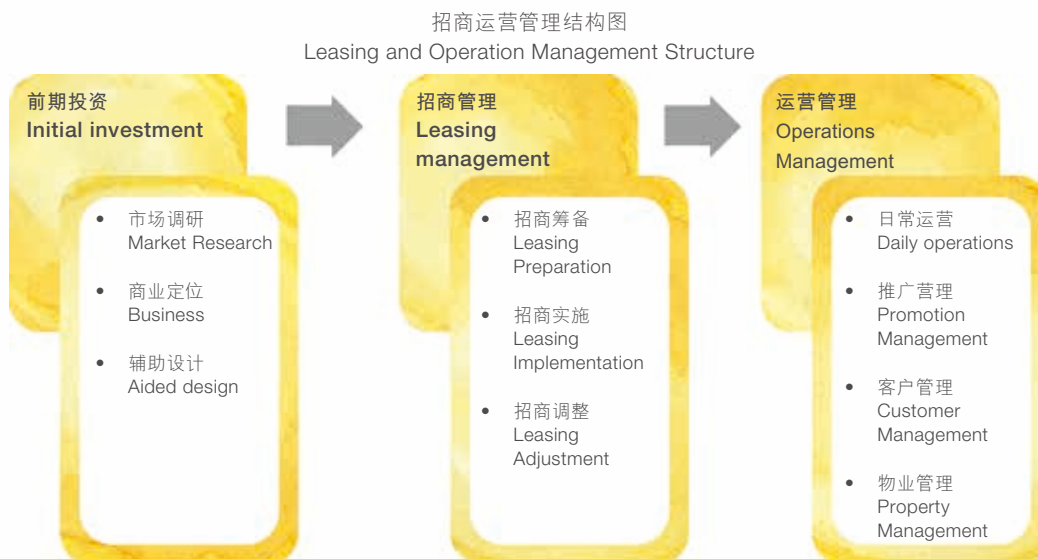 招商运营管理结构图
Leasing and Operation Management Structure
前期投资
Initial investment
• 市场调研
Market Research
• 商业定位
Business
• 辅助设计
Aided design
招商管理
Leasing
management
• 招商筹备
Leasing
Preparation
• 招商实施
Leasing
Implementation
• 招商调整
Leasing
Adjustment
运营管理
Operations
Management
• 日常运营
Daily operations
• 推广营理
Promotion
Management
• 客户管理
Customer
Management
• 物业管理
Property
Management